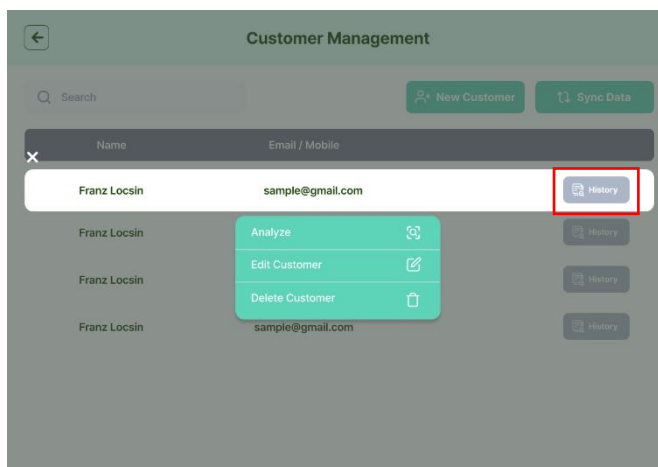 Customer Management
Search New Customer Sync Data
Name Email / Mobile
Franz Locsin sample@gmail.com History
Franz Locsin Analyze History
Edit Customer
Franz Locsin History
Delete Customer
Franz Locsin sample@gmail.com History